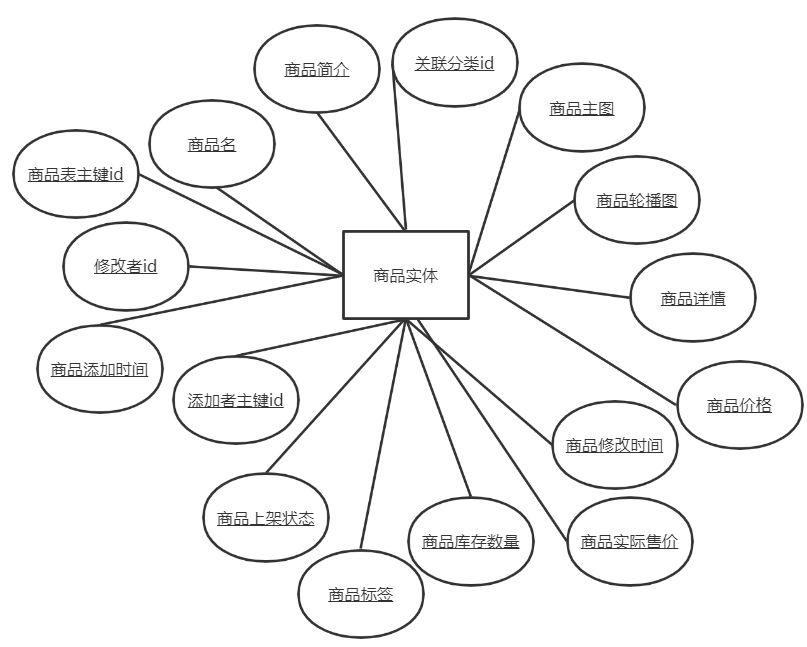 关联分类id
商品简介
商品主图
商品名
商品表主键id
商品轮播图
修改者id
商品实体
商品详情
商品添加时间
添加者主键id
商品价格
商品修改时间
商品上架状态
商品库存数量
商品实际售价
商品标签